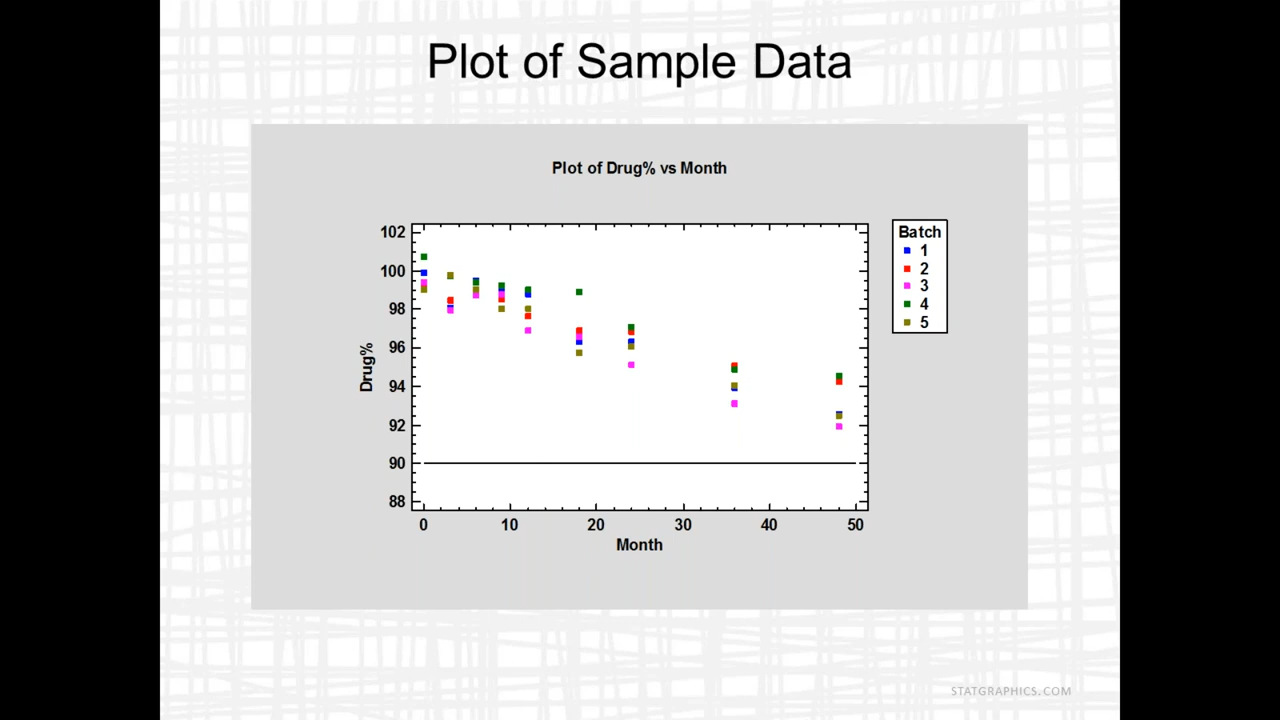 Plot of Sample Data
Plot of Drug% vs Month
102
100
98
96
94
92
90
88
Drug%
0 10 20 30 40 50
Month
Batch
1
2
3
4
5
STATGRAPHICS.COM